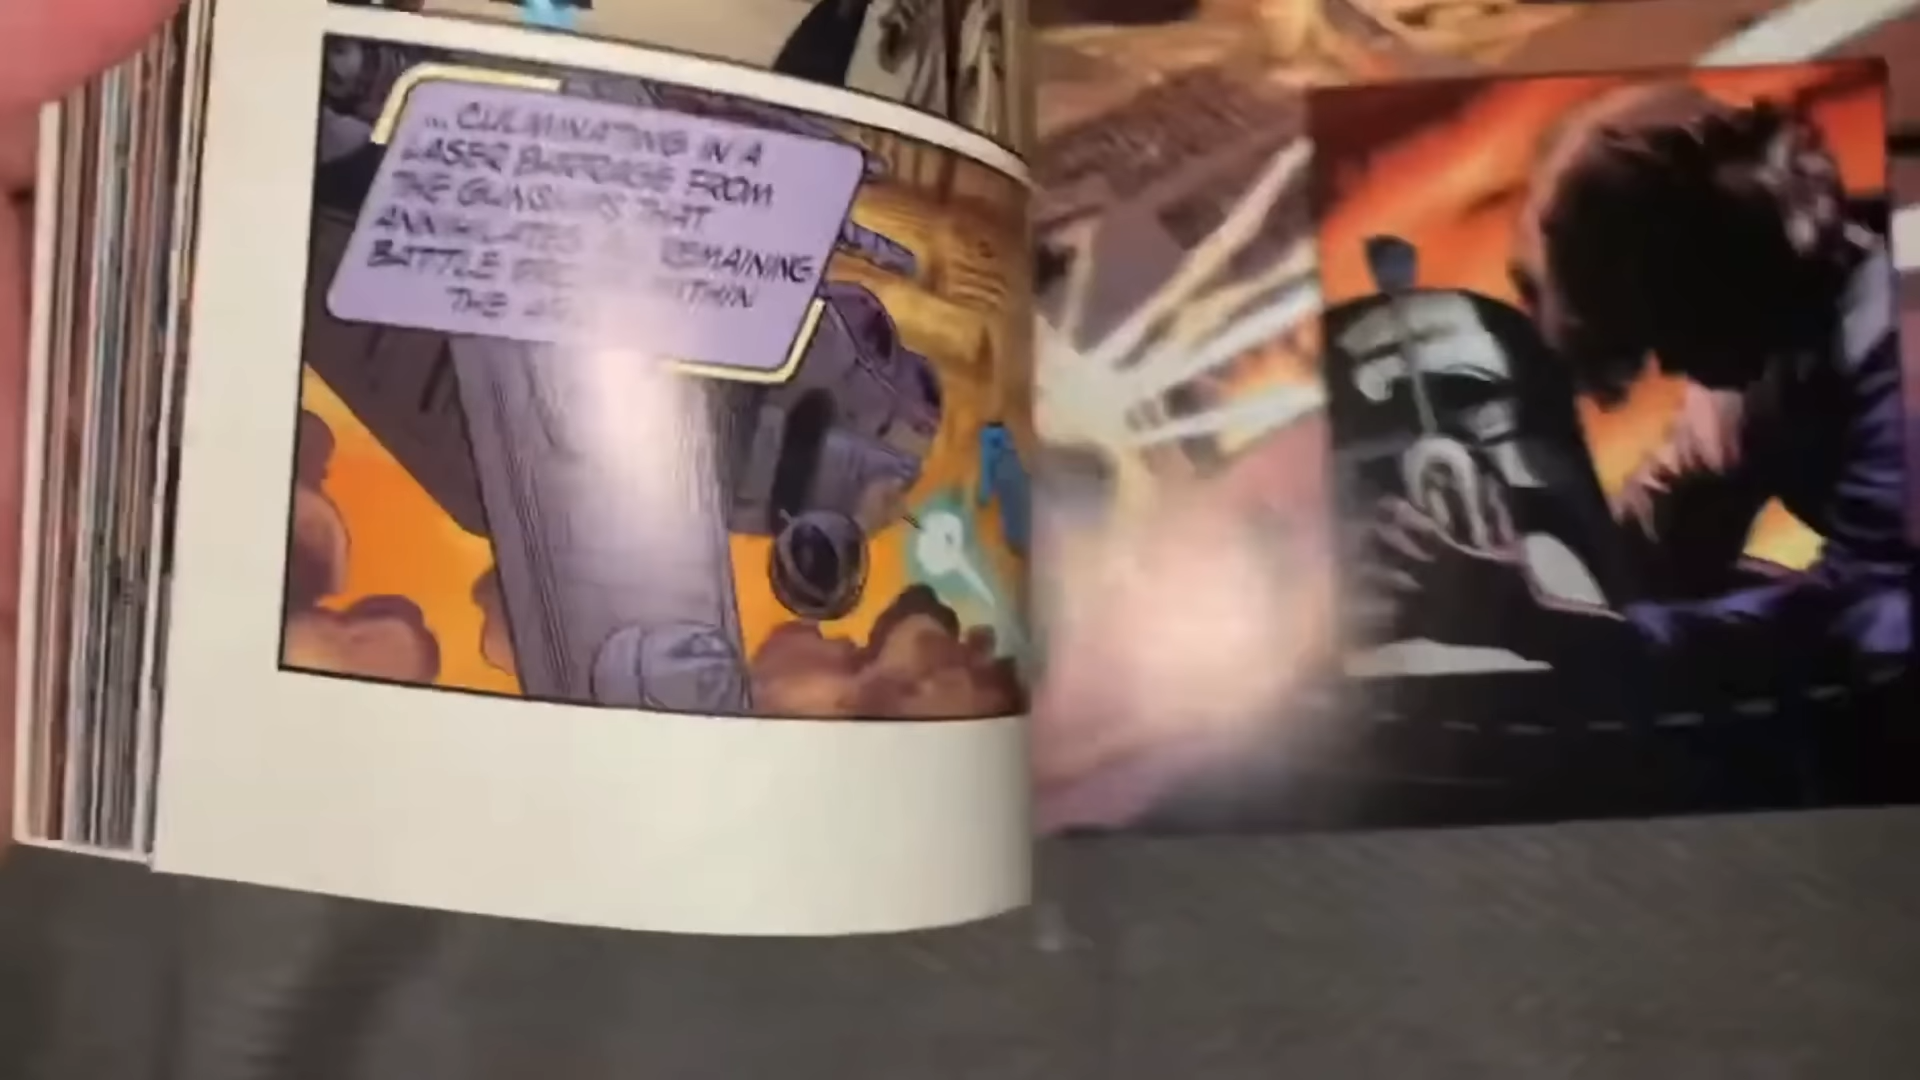 ... CULMINATING IN A
LASER BARRAGE FROM
THE GUNSHIPS THAT
ANNIHILATES REMAINING
BATTLE WITHIN
THE